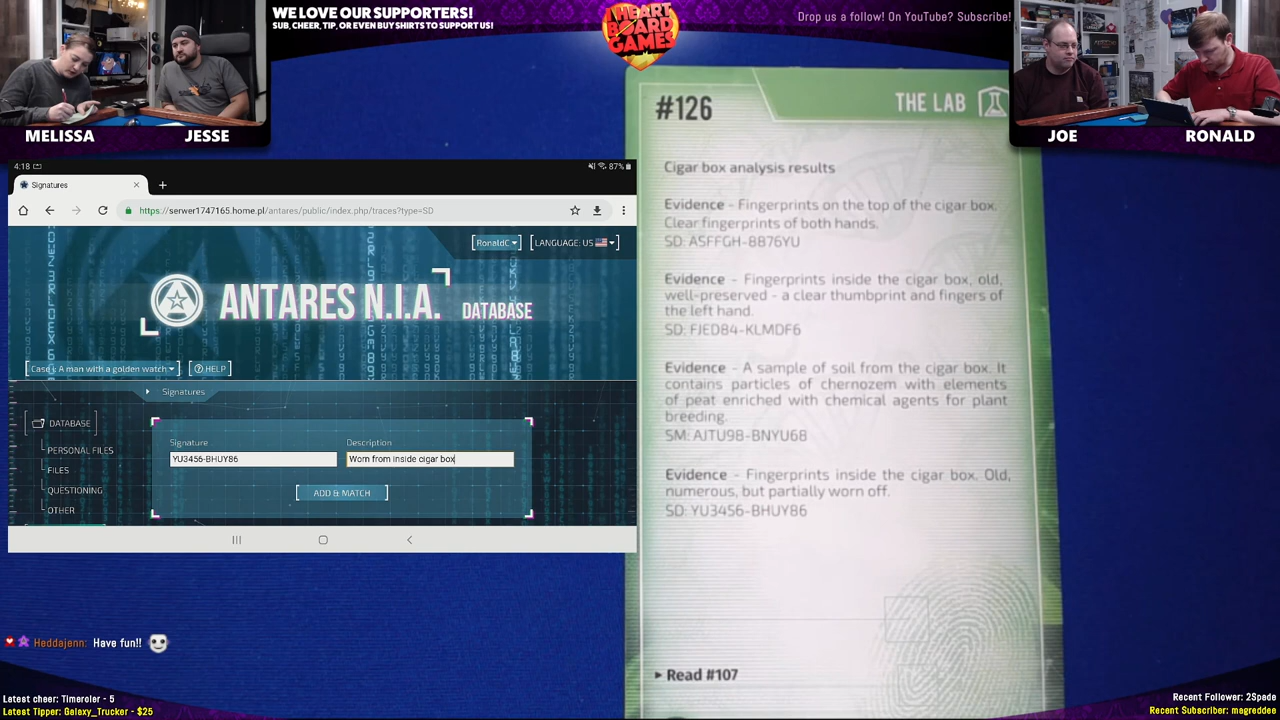 WE LOVE OUR SUPPORTERS!
SUB, CHEER, TIP, OR EVEN BUY SHIRTS TO SUPPORT US!
I HEART
BOARD
GAMES
Drop us a follow! On YouTube? Subscribe!
MELISSA
JESSE
JOE
RONALD
4:18
87%
Signatures
https://serwer1747165.home.pl/antares/public/index.php/traces?type=SD
RonaldC
LANGUAGE: US
ANTARES N.I.A. DATABASE
Case 1: A man with a golden watch
HELP
Signatures
DATABASE
PERSONAL FILES
FILES
QUESTIONING
OTHER
Signature
Description
YU3456-BHUY86
Worn from inside cigar box
ADD & MATCH
#126
THE LAB
Cigar box analysis results
Evidence - Fingerprints on the top of the cigar box.
Clear fingerprints of both hands.
SD: ASFFGH-8B76YU
Evidence - Fingerprints inside the cigar box, old,
well-preserved - a clear thumbprint and fingers of
the left hand.
SD: FJED84-KLMDF6
Evidence - A sample of soil from the cigar box. It
contains particles of chernozem with elements
of peat enriched with chemical agents for plant
breeding.
SM: AJTU98-BNYU6B
Evidence - Fingerprints inside the cigar box. Old,
numerous, but partially worn off.
SD: YU3456-BHUY86
Read #107
Heddajenn: Have fun!!
Latest cheer: Timeroler - 5
Latest Tipper: Galaxy_Trucker - $25
Recent Follower: 2Spade
Recent Subscriber: magreddee